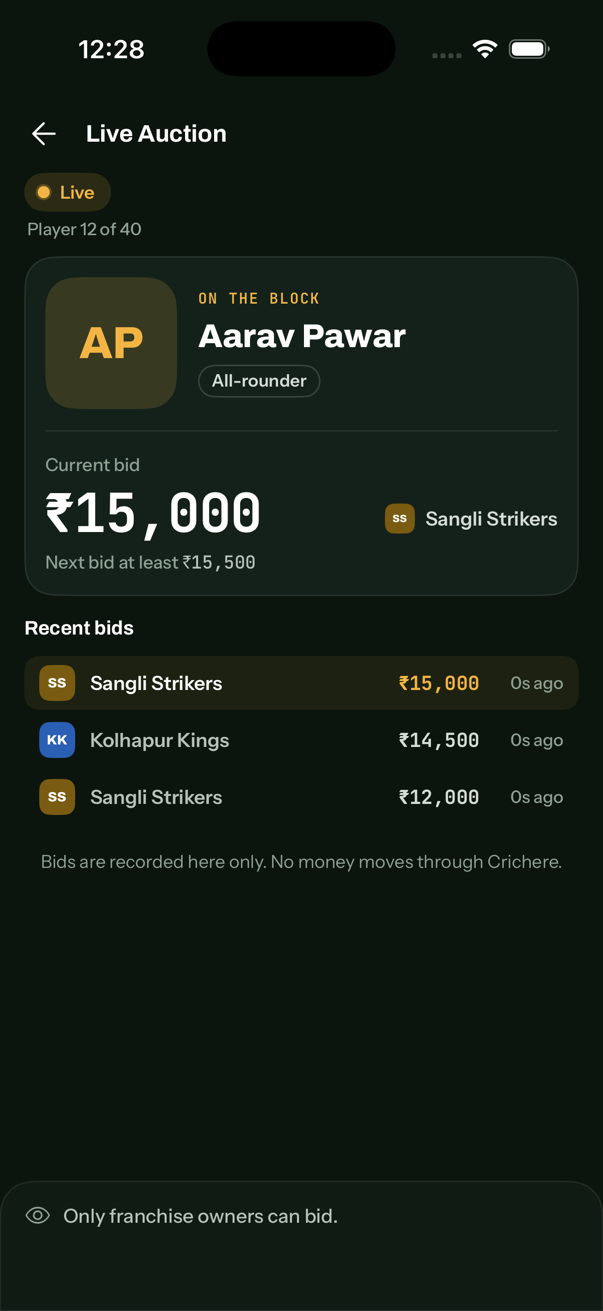 12:28
Live Auction
Live
Player 12 of 40
AP
ON THE BLOCK
Aarav Pawar
All-rounder
Current bid
₹15,000
SS Sangli Strikers
Next bid at least ₹15,500
Recent bids
SS Sangli Strikers ₹15,000 0s ago
KK Kolhapur Kings ₹14,500 0s ago
SS Sangli Strikers ₹12,000 0s ago
Bids are recorded here only. No money moves through Crichere.
Only franchise owners can bid.